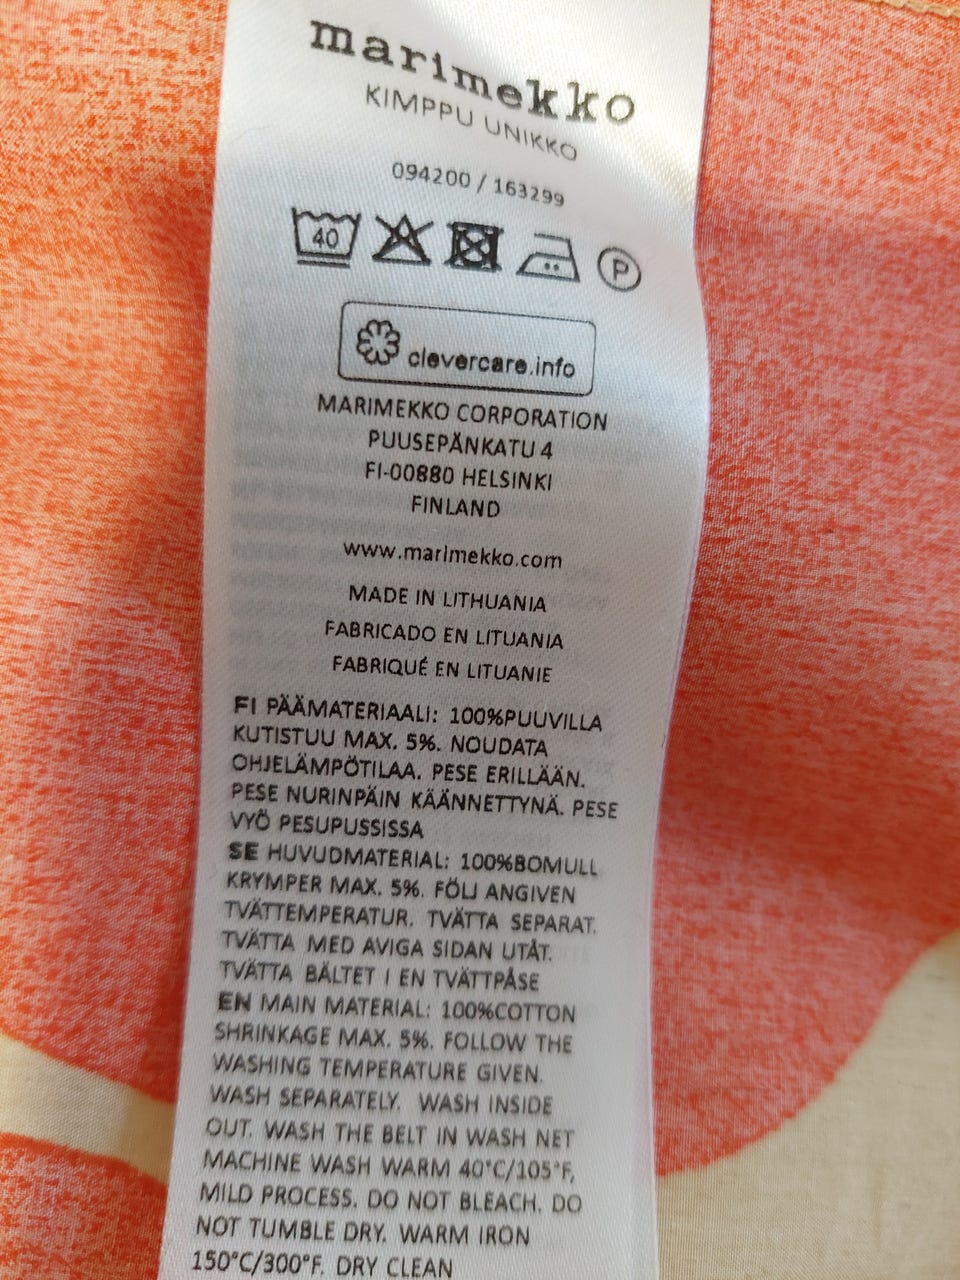 marimekko
KIMPPU UNIKKO
094200 / 163299
40
P
clevercare.info
MARIMEKKO CORPORATION
PUUSEPÄNKATU 4
FI-00880 HELSINKI
FINLAND
www.marimekko.com
MADE IN LITHUANIA
FABRICADO EN LITUANIA
FABRIQUÉ EN LITUANIE
FI PÄÄMATERIAALI: 100%PUUVILLA
KUTISTUU MAX. 5%. NOUDATA
OHJELÄMPÖTILAA. PESE ERILLÄÄN.
PESE NURINPÄIN KÄÄNNETTYNÄ. PESE
VYÖ PESUPUSSISSA
SE HUVUDMATERIAL: 100%BOMULL
KRYMPER MAX. 5%. FÖLJ ANGIVEN
TVÄTTEMPERATUR. TVÄTTA SEPARAT.
TVÄTTA MED AVIGA SIDAN UTÅT.
TVÄTTA BÄLTET I EN TVÄTTPÅSE
EN MAIN MATERIAL: 100%COTTON
SHRINKAGE MAX. 5%. FOLLOW THE
WASHING TEMPERATURE GIVEN.
WASH SEPARATELY. WASH INSIDE
OUT. WASH THE BELT IN WASH NET
MACHINE WASH WARM 40°C/105°F,
MILD PROCESS. DO NOT BLEACH. DO
NOT TUMBLE DRY. WARM IRON
150°C/300°F. DRY CLEAN